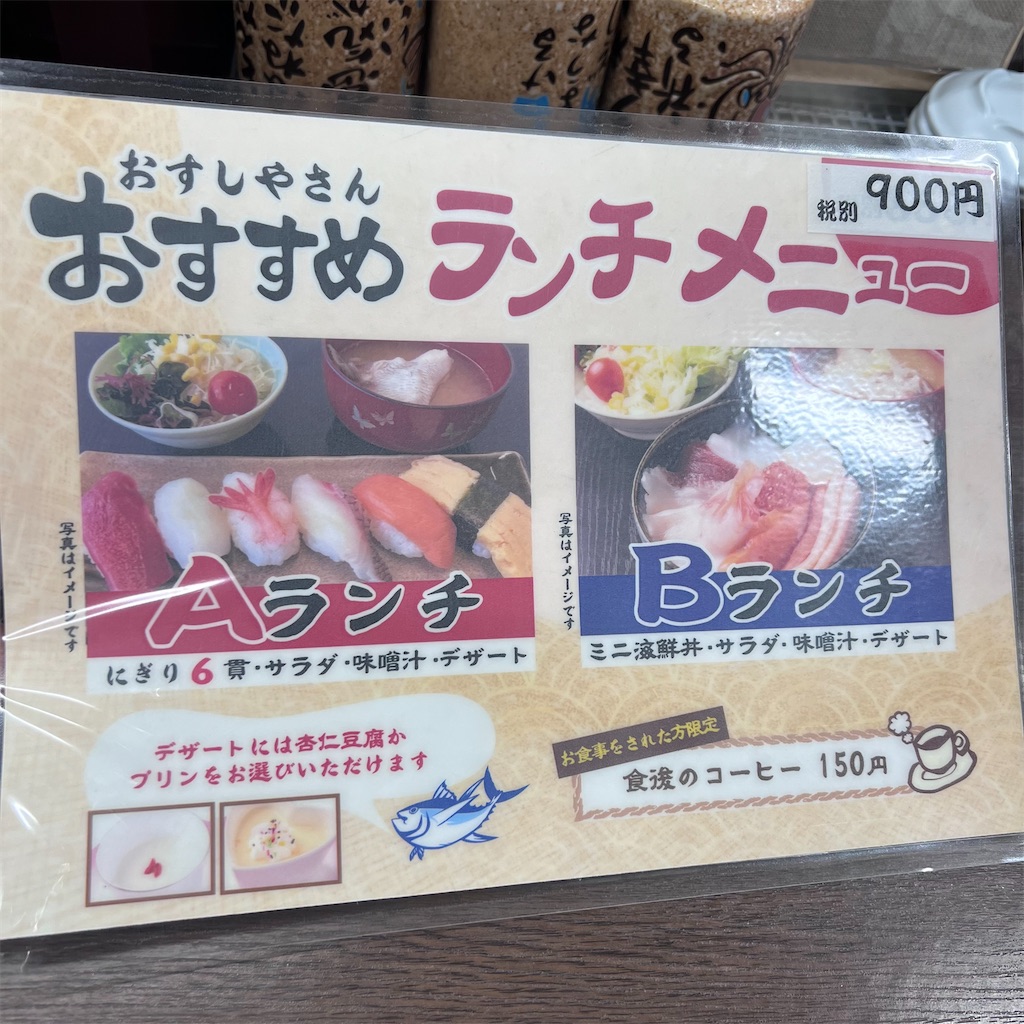 おすしやさん
おすすめ ランチメニュー
税別 900円
写真はイメージです
Aランチ
にぎり6貫・サラダ・味噌汁・デザート
写真はイメージです
Bランチ
ミニ海鮮丼・サラダ・味噌汁・デザート
デザートには杏仁豆腐か
プリンをお選びいただけます
お食事をされた方限定
食後のコーヒー 150円